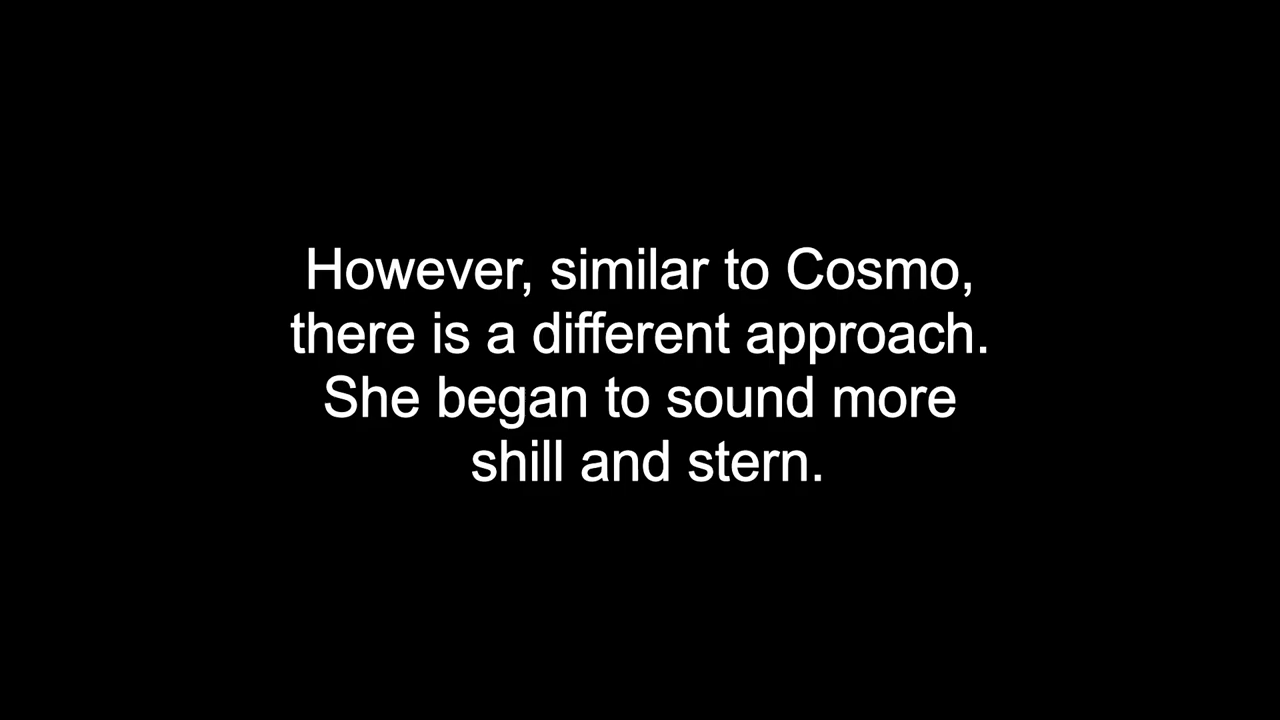 However, similar to Cosmo,
there is a different approach.
She began to sound more
shill and stern.